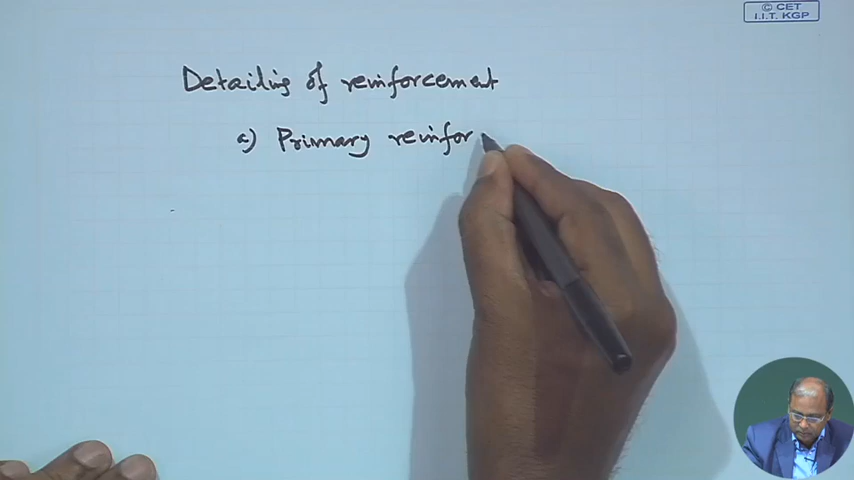 © CET
I.I.T. KGP
Detailing of reinforcement
a) Primary reinfor